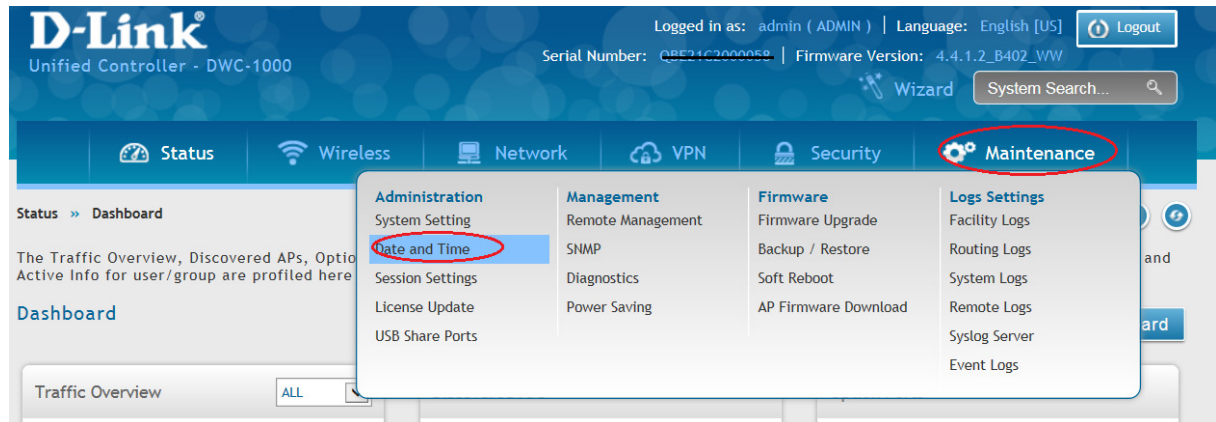 D-Link
Logged in as: admin ( ADMIN ) | Language: English [US] Logout
Unified Controller - DWC-1000
Serial Number: | Firmware Version: 4.4.1.2_B402_WW
Wizard System Search...
Status Wireless Network VPN Security Maintenance
Status » Dashboard
The Traffic Overview, Discovered APs, Optio and
Active Info for user/group are profiled here
Dashboard
ard
Administration
System Setting
Date and Time
Session Settings
License Update
USB Share Ports
Management
Remote Management
SNMP
Diagnostics
Power Saving
Firmware
Firmware Upgrade
Backup / Restore
Soft Reboot
AP Firmware Download
Logs Settings
Facility Logs
Routing Logs
System Logs
Remote Logs
Syslog Server
Event Logs
Traffic Overview ALL